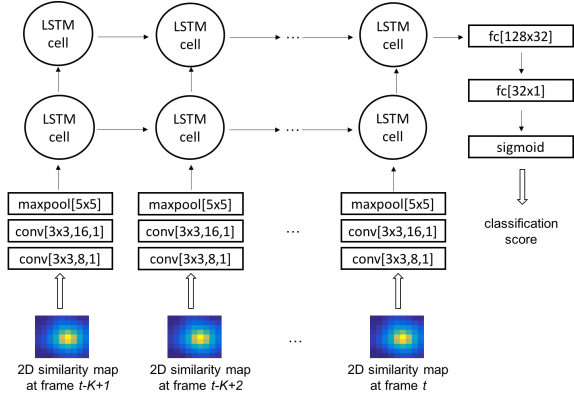 LSTM
cell
LSTM
cell
...
LSTM
cell
fc[128x32]
fc[32x1]
sigmoid
classification
score
LSTM
cell
LSTM
cell
...
LSTM
cell
maxpool[5x5]
conv[3x3,16,1]
conv[3x3,8,1]
maxpool[5x5]
conv[3x3,16,1]
conv[3x3,8,1]
...
maxpool[5x5]
conv[3x3,16,1]
conv[3x3,8,1]
...
2D similarity map
at frame t-K+1
2D similarity map
at frame t-K+2
2D similarity map
at frame t